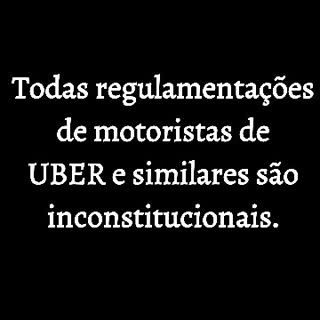 Todas regulamentações
de motoristas de
UBER e similares são
inconstitucionais.